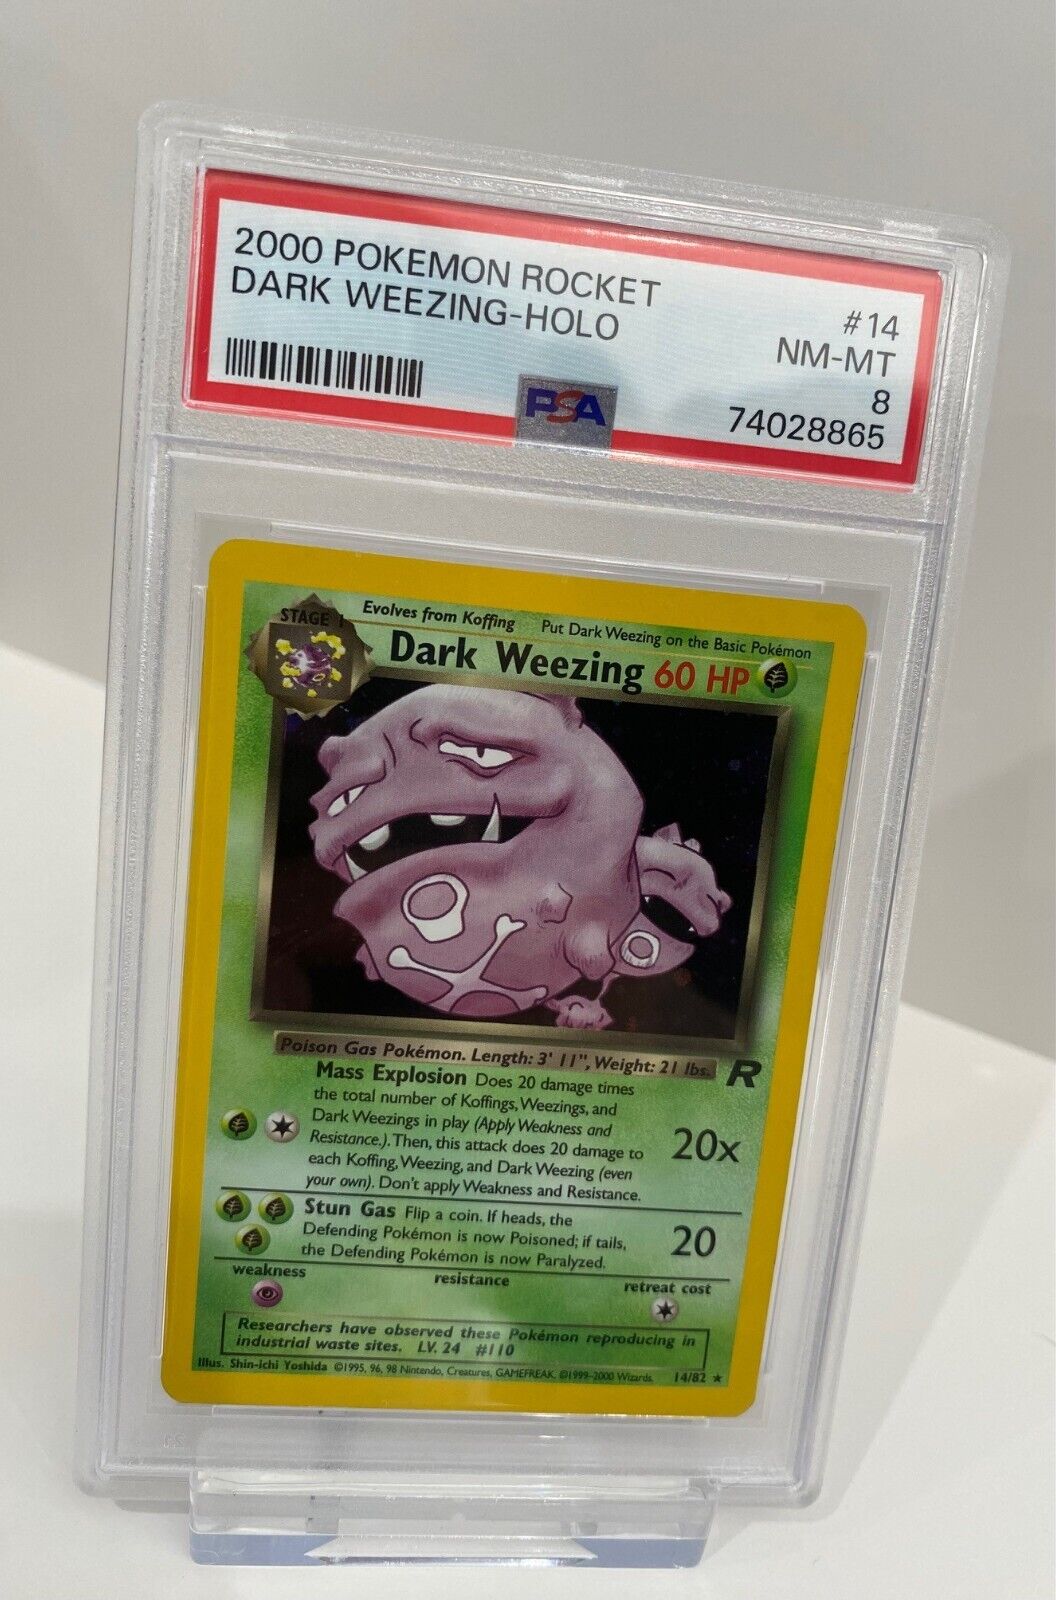 2000 POKEMON ROCKET
DARK WEEZING-HOLO
#14
NM-MT
8
74028865
PSA
STAGE 1
Evolves from Koffing
Put Dark Weezing on the Basic Pokémon
Dark Weezing 60 HP
Poison Gas Pokémon. Length: 3' 11", Weight: 21 lbs.
R
Mass Explosion Does 20 damage times
the total number of Koffings, Weezings, and
Dark Weezings in play (Apply Weakness and
Resistance.). Then, this attack does 20 damage to
each Koffing, Weezing, and Dark Weezing (even
your own). Don't apply Weakness and Resistance.
20x
Stun Gas Flip a coin. If heads, the
Defending Pokémon is now Poisoned; if tails,
the Defending Pokémon is now Paralyzed.
20
weakness
resistance
retreat cost
Researchers have observed these Pokémon reproducing in
industrial waste sites. LV. 24 #110
Illus. Shin-ichi Yoshida ©1995, 96, 98 Nintendo, Creatures, GAMEFREAK. ©1999-2000 Wizards. 14/82 ★